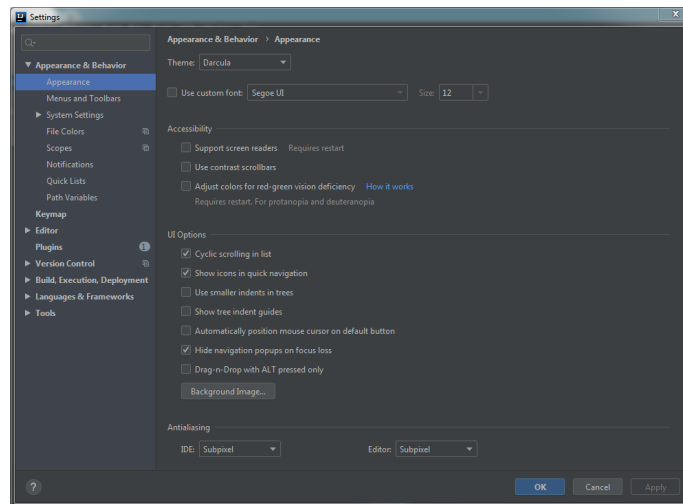 Settings
Appearance & Behavior
Appearance
Menus and Toolbars
System Settings
File Colors
Scopes
Notifications
Quick Lists
Path Variables
Keymap
Editor
Plugins 1
Version Control
Build, Execution, Deployment
Languages & Frameworks
Tools
Appearance & Behavior › Appearance
Theme: Darcula
Use custom font: Segoe UI Size: 12
Accessibility
Support screen readers Requires restart
Use contrast scrollbars
Adjust colors for red-green vision deficiency How it works
Requires restart. For protanopia and deuteranopia
UI Options
Cyclic scrolling in list
Show icons in quick navigation
Use smaller indents in trees
Show tree indent guides
Automatically position mouse cursor on default button
Hide navigation popups on focus loss
Drag-n-Drop with ALT pressed only
Background Image...
Antialiasing
IDE: Subpixel Editor: Subpixel
? OK Cancel Apply